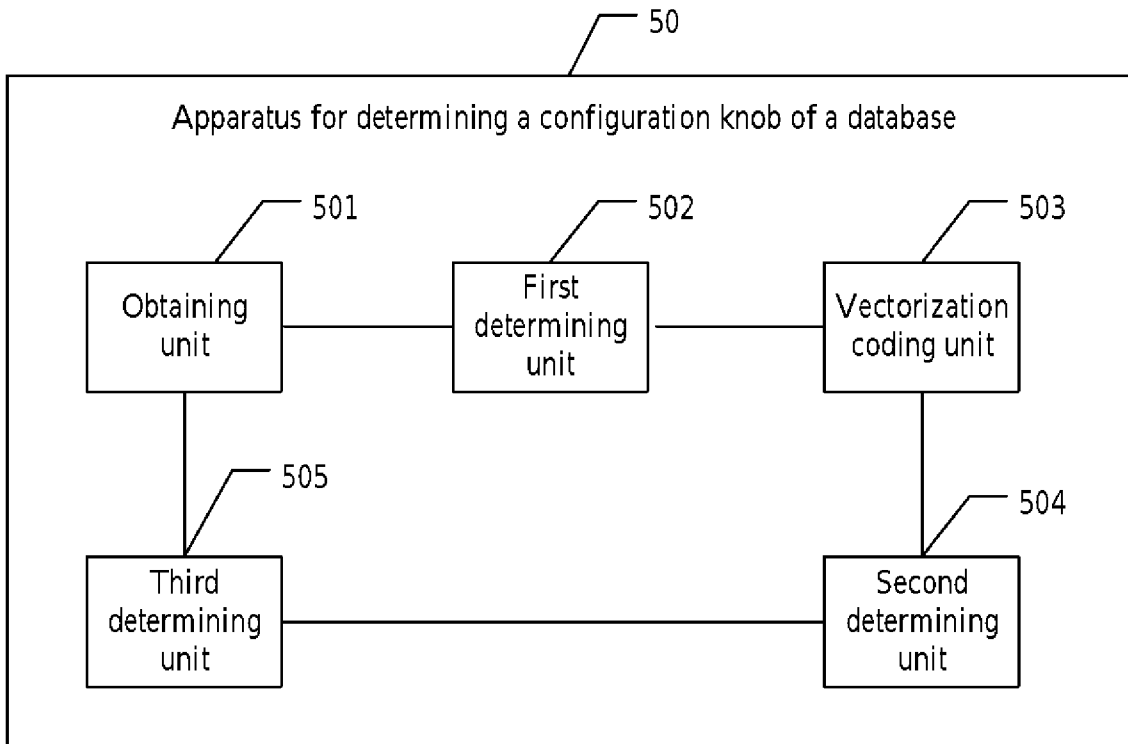 50
Apparatus for determining a configuration knob of a database
501
502
503
Obtaining
unit
First
determining
unit
Vectorization
coding unit
505
504
Third
determining
unit
Second
determining
unit